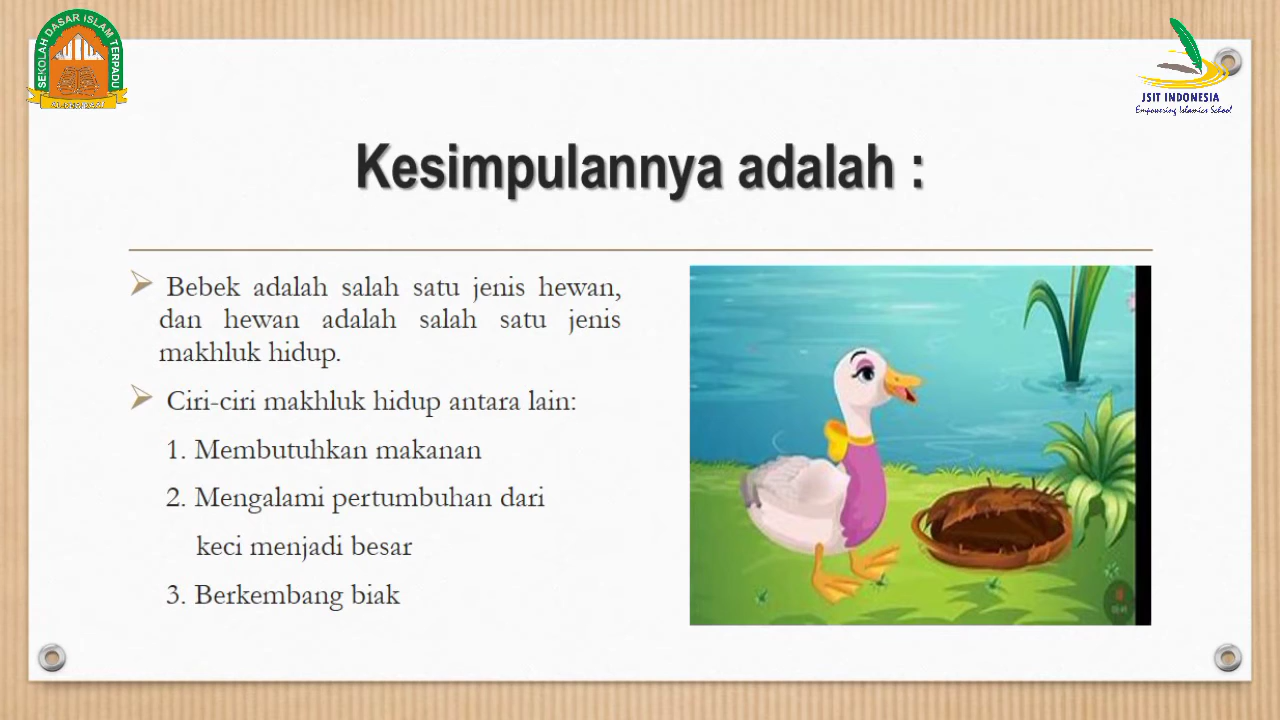 SEKOLAH DASAR ISLAM TERPADU
JSIT INDONESIA
Empowering Islamics School
Kesimpulannya adalah :
Bebek adalah salah satu jenis hewan,
dan hewan adalah salah satu jenis
makhluk hidup.
Ciri-ciri makhluk hidup antara lain:
1. Membutuhkan makanan
2. Mengalami pertumbuhan dari
keci menjadi besar
3. Berkembang biak